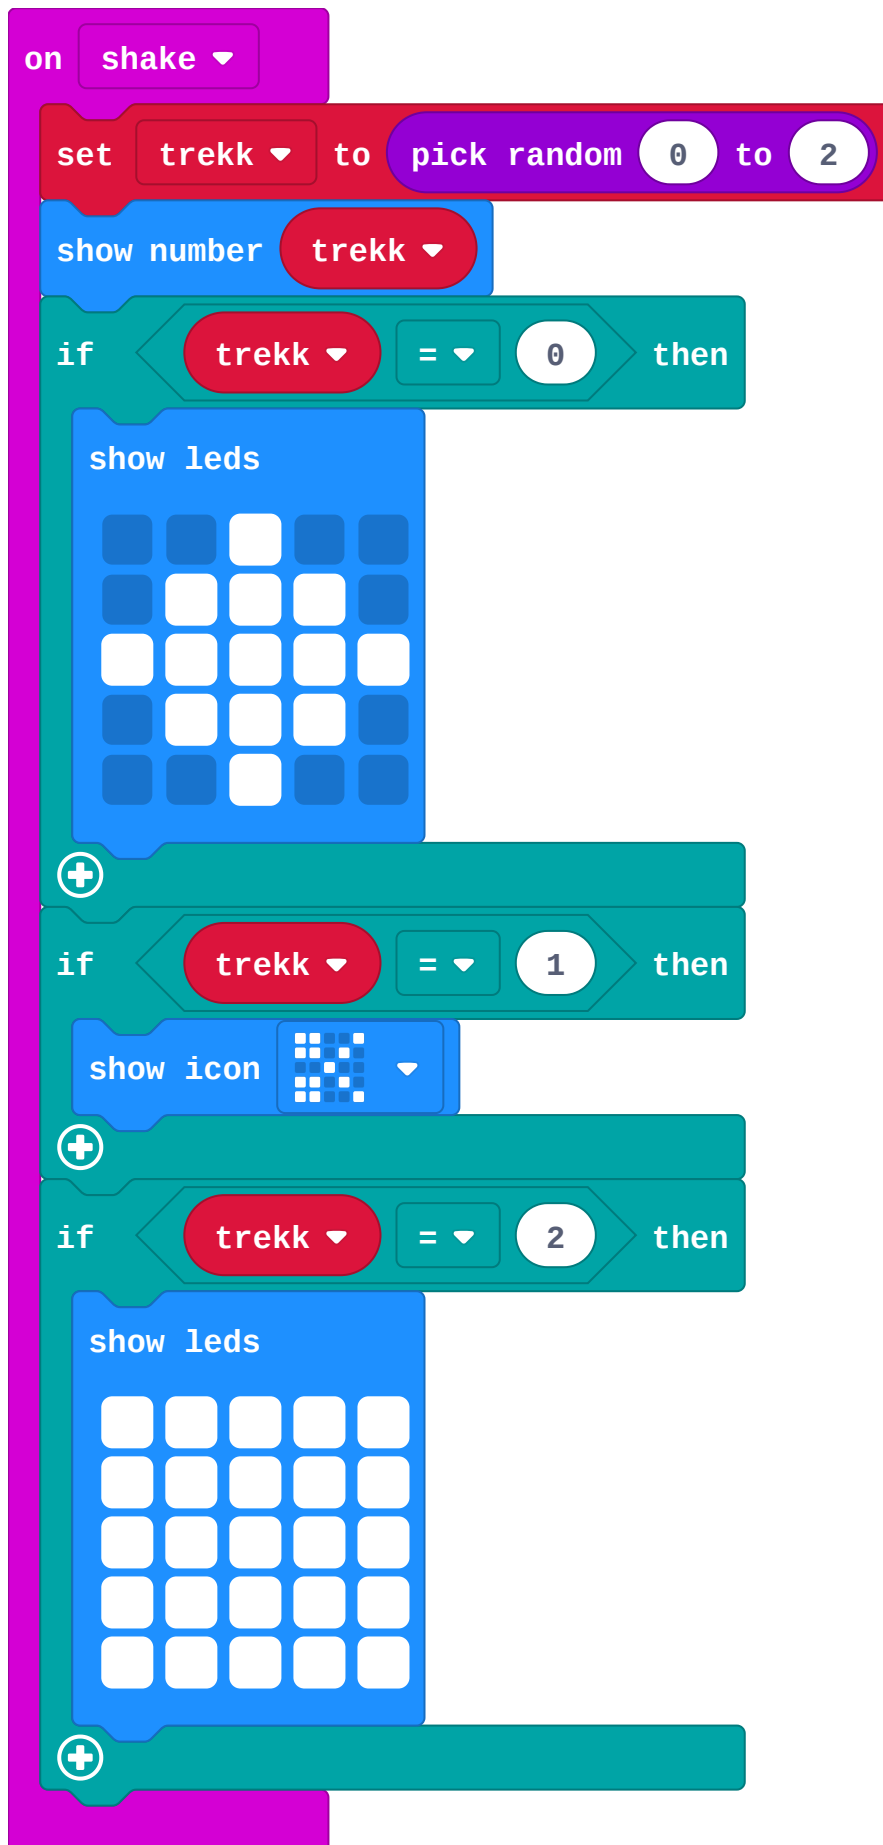 on shake
set trekk to pick random 0 to 2
show number trekk
if trekk = 0 then
show leds
if trekk = 1 then
show icon
if trekk = 2 then
show leds